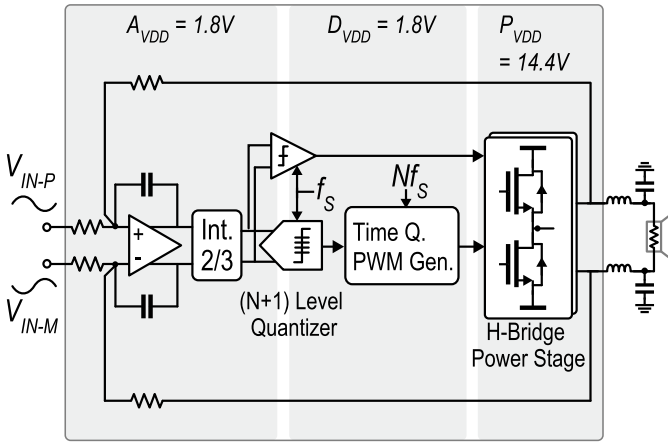 A_VDD = 1.8V
D_VDD = 1.8V
P_VDD
= 14.4V
V_IN-P
V_IN-M
+
-
Int.
2/3
f_S
Nf_S
(N+1) Level
Quantizer
Time Q.
PWM Gen.
H-Bridge
Power Stage